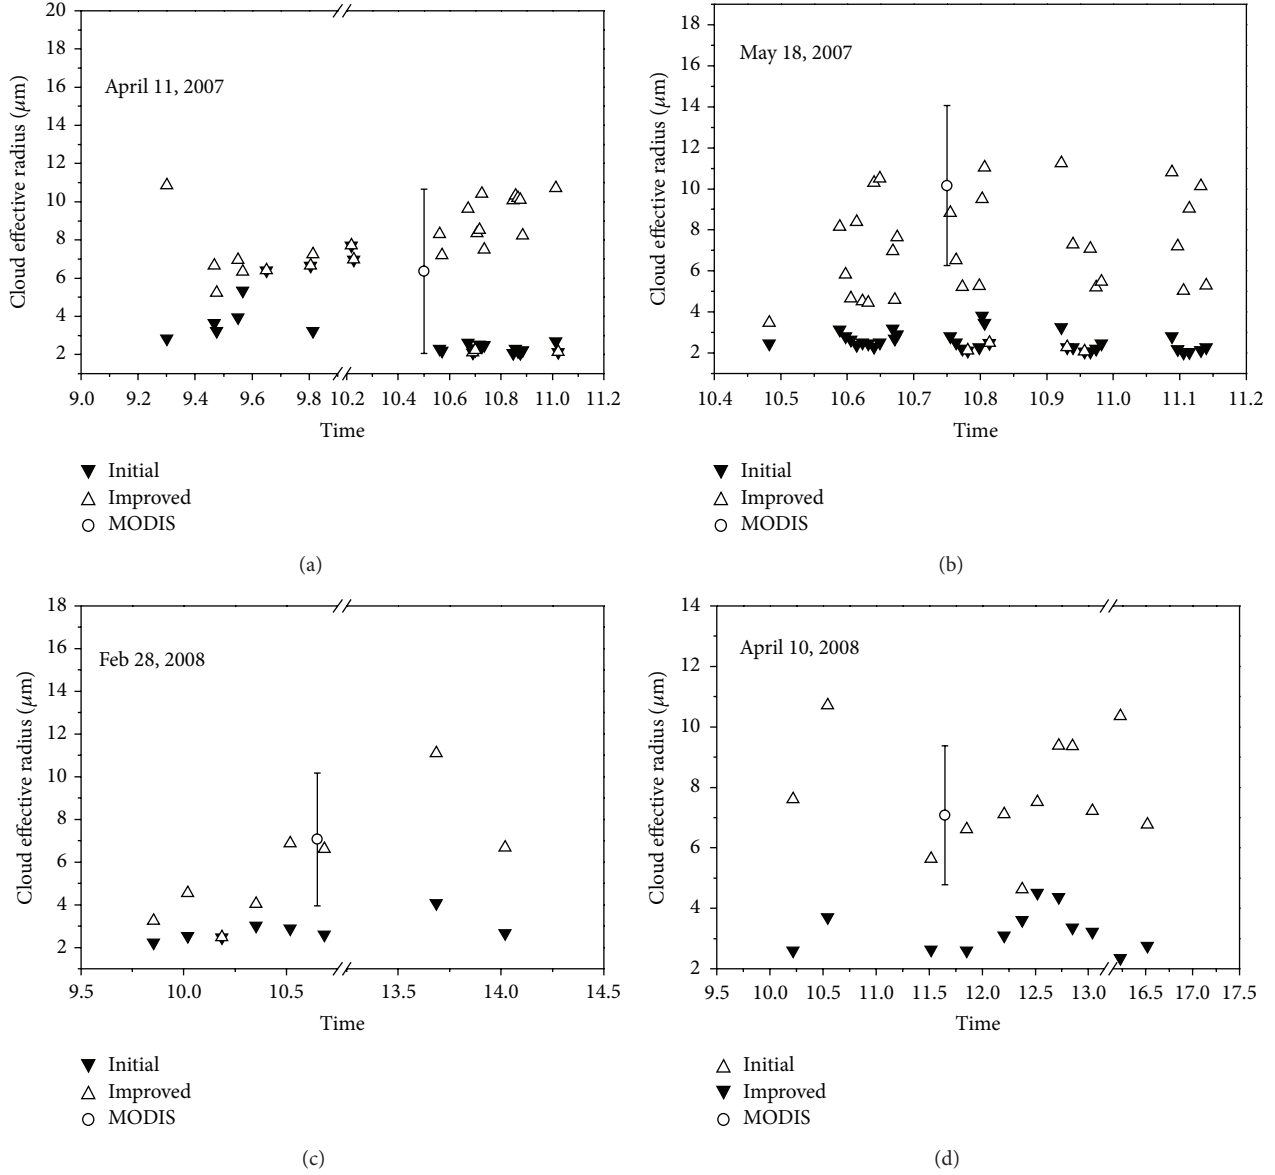 20
18
16
14
12
10
8
6
4
2
Cloud effective radius (μm)
April 11, 2007
9.0 9.2 9.4 9.6 9.8 10.2 10.4 10.6 10.8 11.0 11.2
Time
Initial
Improved
MODIS
(a)
18
16
14
12
10
8
6
4
2
Cloud effective radius (μm)
May 18, 2007
10.4 10.5 10.6 10.7 10.8 10.9 11.0 11.1 11.2
Time
Initial
Improved
MODIS
(b)
18
16
14
12
10
8
6
4
2
Cloud effective radius (μm)
Feb 28, 2008
9.5 10.0 10.5 13.5 14.0 14.5
Time
Initial
Improved
MODIS
(c)
14
12
10
8
6
4
2
Cloud effective radius (μm)
April 10, 2008
9.5 10.0 10.5 11.0 11.5 12.0 12.5 13.0 16.5 17.0 17.5
Time
Initial
Improved
MODIS
(d)